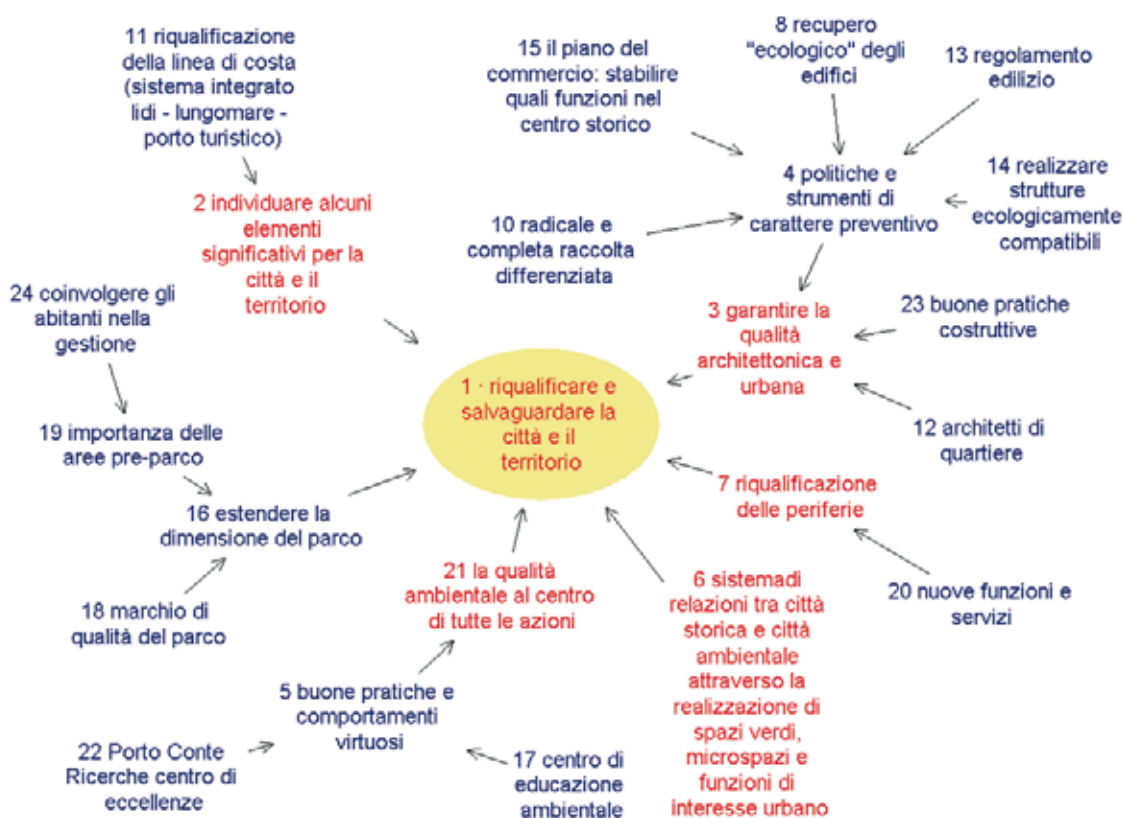 11 riqualificazione
della linea di costa
(sistema integrato
lidi - lungomare -
porto turistico)
15 il piano del
commercio: stabilire
quali funzioni nel
centro storico
8 recupero
"ecologico" degli
edifici
13 regolamento
edilizio
2 individuare alcuni
elementi
significativi per la
città e il
territorio
4 politiche e
strumenti di
carattere preventivo
14 realizzare
strutture
ecologicamente
compatibili
10 radicale e
completa raccolta
differenziata
24 coinvolgere gli
abitanti nella
gestione
3 garantire la
qualità
architettonica e
urbana
23 buone pratiche
costruttive
1 · riqualificare e
salvaguardare la
città e il
territorio
19 importanza delle
aree pre-parco
12 architetti di
quartiere
7 riqualificazione
delle periferie
16 estendere la
dimensione del parco
21 la qualità
ambientale al centro
di tutte le azioni
6 sistemadi
relazioni tra città
storica e città
ambientale
attraverso la
realizzazione di
spazi verdi,
microspazi e
funzioni di
interesse urbano
20 nuove funzioni e
servizi
18 marchio di
qualità del parco
5 buone pratiche e
comportamenti
virtuosi
22 Porto Conte
Ricerche centro di
eccellenze
17 centro di
educazione
ambientale